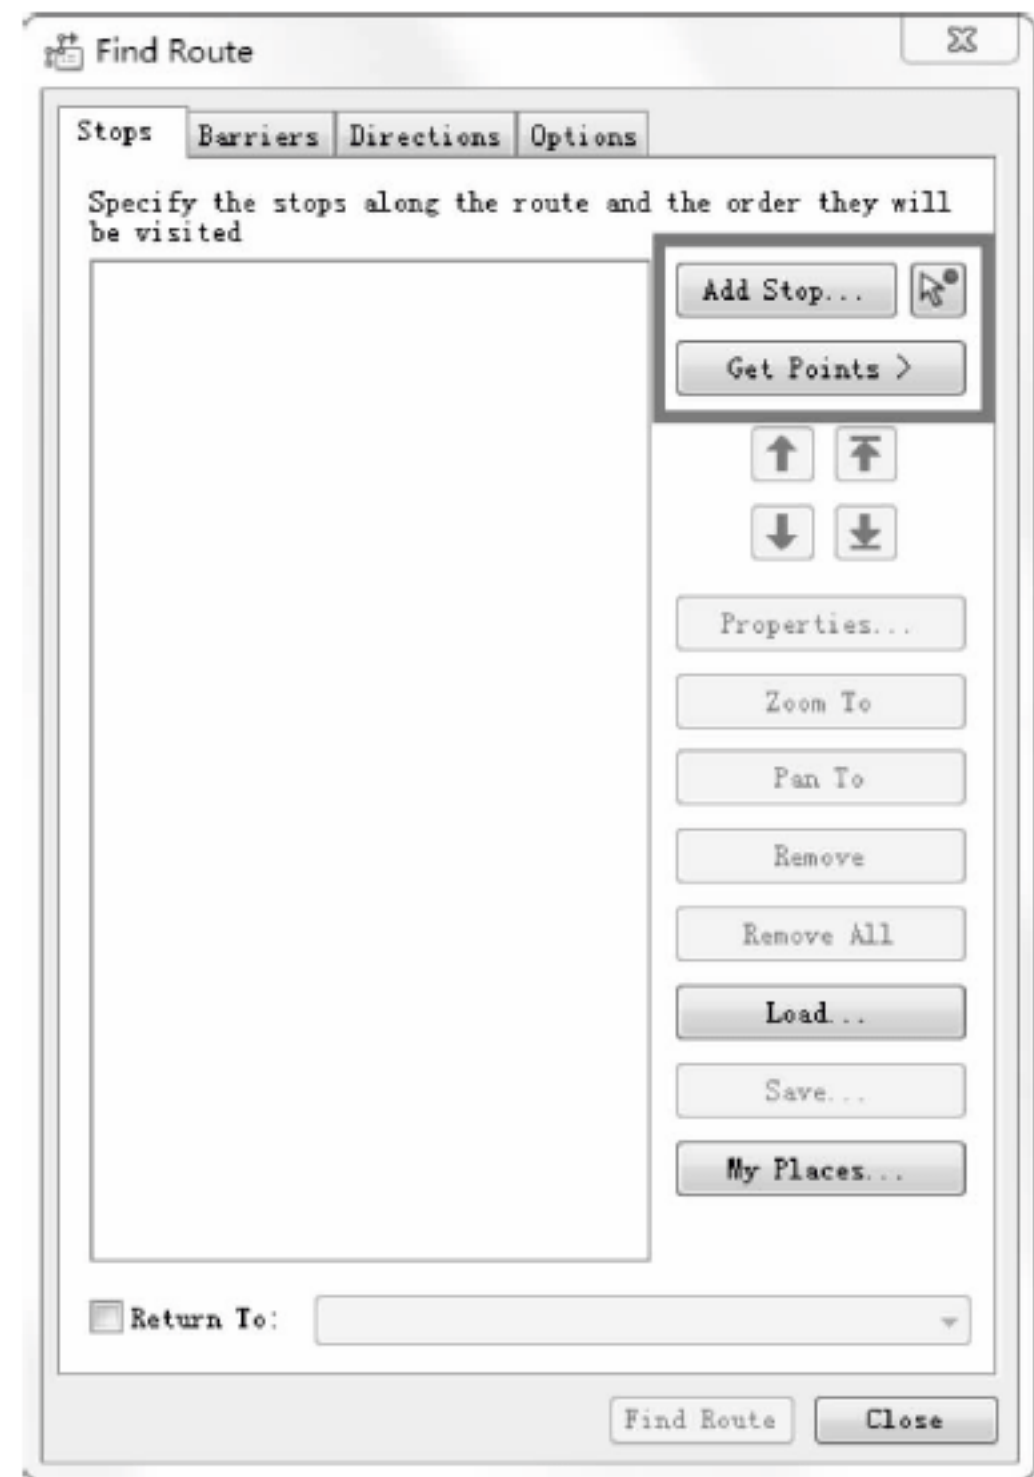 Find Route
Stops Barriers Directions Options
Specify the stops along the route and the order they will
be visited
Add Stop...
Get Points >
Properties...
Zoom To
Pan To
Remove
Remove All
Load...
Save...
My Places...
Return To:
Find Route Close